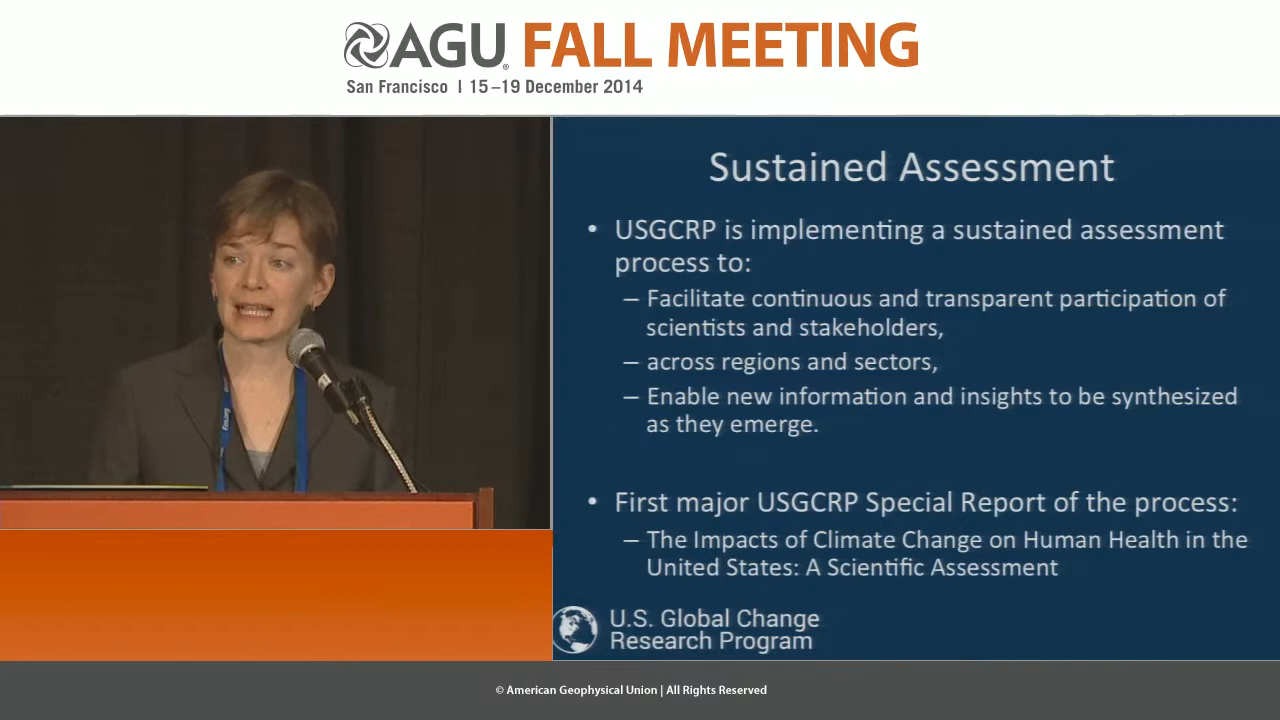 AGU FALL MEETING
San Francisco | 15–19 December 2014
Sustained Assessment
• USGCRP is implementing a sustained assessment
process to:
– Facilitate continuous and transparent participation of
scientists and stakeholders,
– across regions and sectors,
– Enable new information and insights to be synthesized
as they emerge.
• First major USGCRP Special Report of the process:
– The Impacts of Climate Change on Human Health in the
United States: A Scientific Assessment
U.S. Global Change
Research Program
© American Geophysical Union | All Rights Reserved